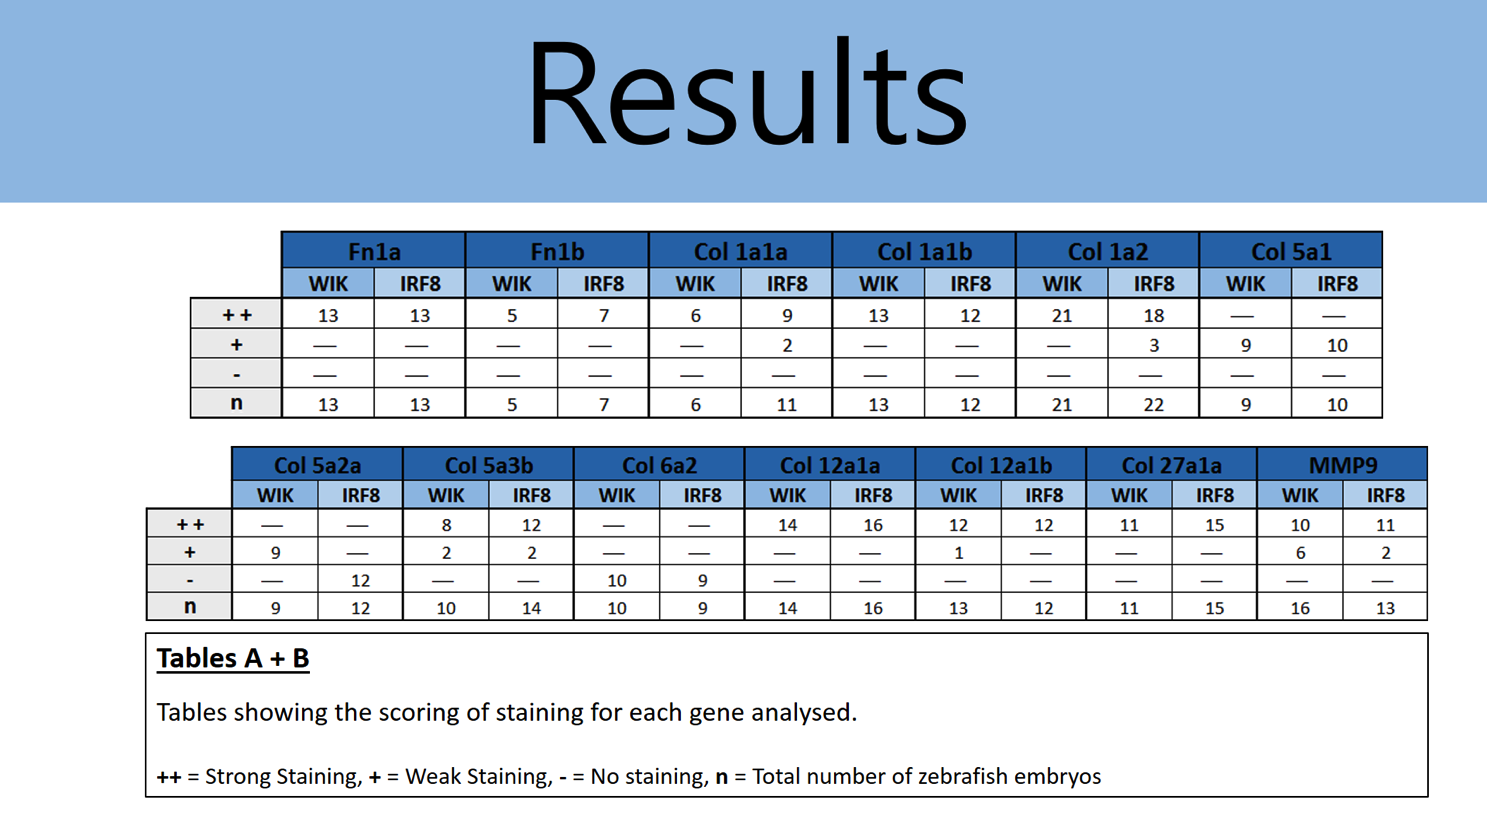 Results
Fn1a Fn1b Col 1a1a Col 1a1b Col 1a2 Col 5a1
WIK IRF8 WIK IRF8 WIK IRF8 WIK IRF8 WIK IRF8 WIK IRF8
++ 13 13 5 7 6 9 13 12 21 18 — —
+ — — — — — 2 — — — 3 9 10
- — — — — — — — — — — — —
n 13 13 5 7 6 11 13 12 21 22 9 10
Col 5a2a Col 5a3b Col 6a2 Col 12a1a Col 12a1b Col 27a1a MMP9
WIK IRF8 WIK IRF8 WIK IRF8 WIK IRF8 WIK IRF8 WIK IRF8 WIK IRF8
++ — — 8 12 — — 14 16 12 12 11 15 10 11
+ 9 — 2 2 — — — — 1 — — — 6 2
- — 12 — — 10 9 — — — — — — — —
n 9 12 10 14 10 9 14 16 13 12 11 15 16 13
Tables A + B
Tables showing the scoring of staining for each gene analysed.
++ = Strong Staining, + = Weak Staining, - = No staining, n = Total number of zebrafish embryos